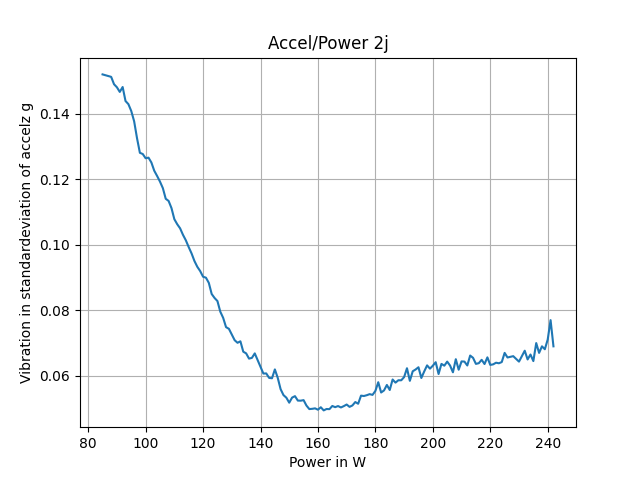 Accel/Power 2j
Vibration in standardeviation of accelz g
0.14
0.12
0.10
0.08
0.06
80 100 120 140 160 180 200 220 240
Power in W